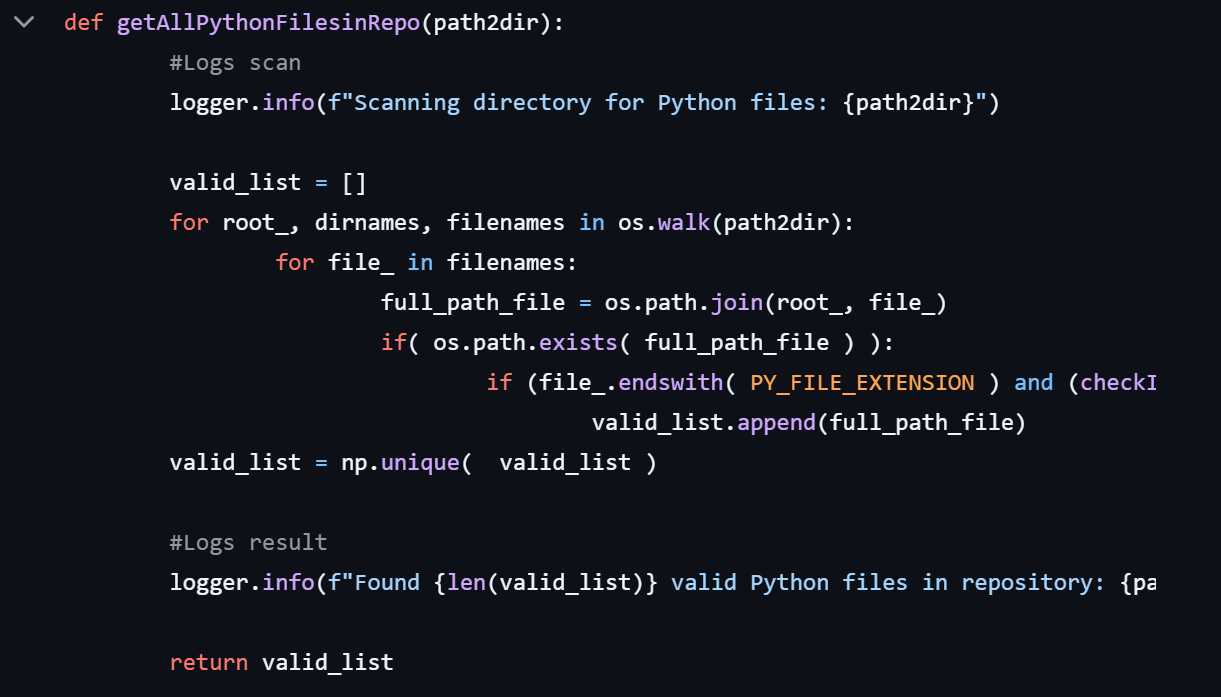 def getAllPythonFilesinRepo(path2dir):
#Logs scan
logger.info(f"Scanning directory for Python files: {path2dir}")
valid_list = []
for root_, dirnames, filenames in os.walk(path2dir):
for file_ in filenames:
full_path_file = os.path.join(root_, file_)
if( os.path.exists( full_path_file ) ):
if (file_.endswith( PY_FILE_EXTENSION ) and (checkI
valid_list.append(full_path_file)
valid_list = np.unique(  valid_list )
#Logs result
logger.info(f"Found {len(valid_list)} valid Python files in repository: {pa
return valid_list